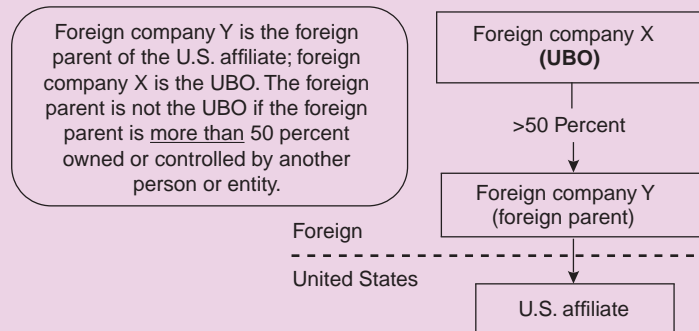 Foreign company Y is the foreign
parent of the U.S. affiliate; foreign
company X is the UBO. The foreign
parent is not the UBO if the foreign
parent is more than 50 percent
owned or controlled by another
person or entity.
Foreign company X
(UBO)
>50 Percent
Foreign company Y
(foreign parent)
Foreign
United States
U.S. affiliate